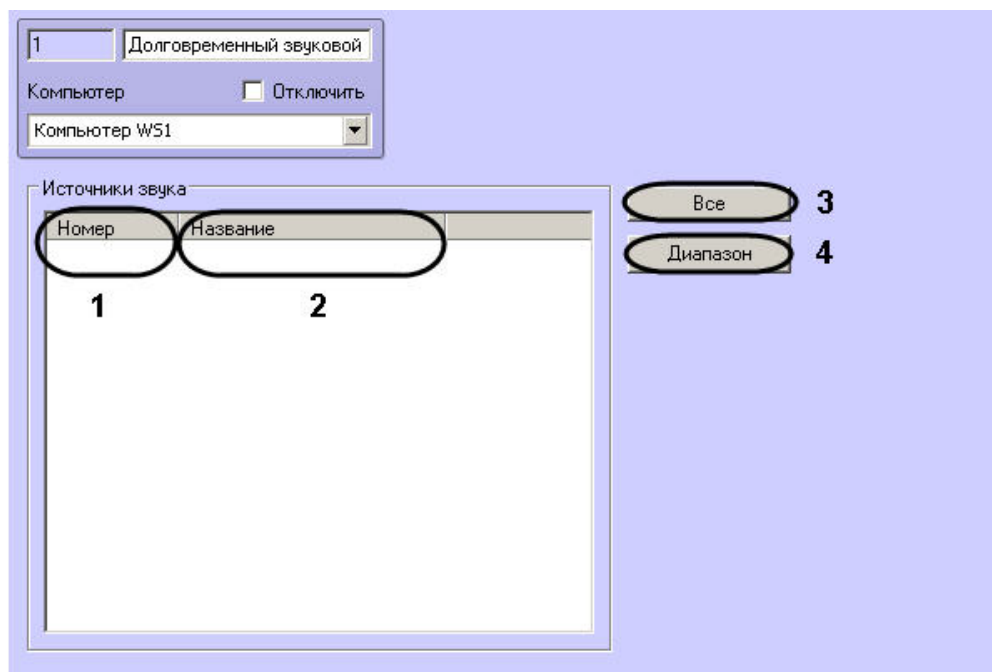 1 Долговременный звуковой
Компьютер Отключить
Компьютер WS1
Источники звука
Номер Название
1 2
Все 3
Диапазон 4